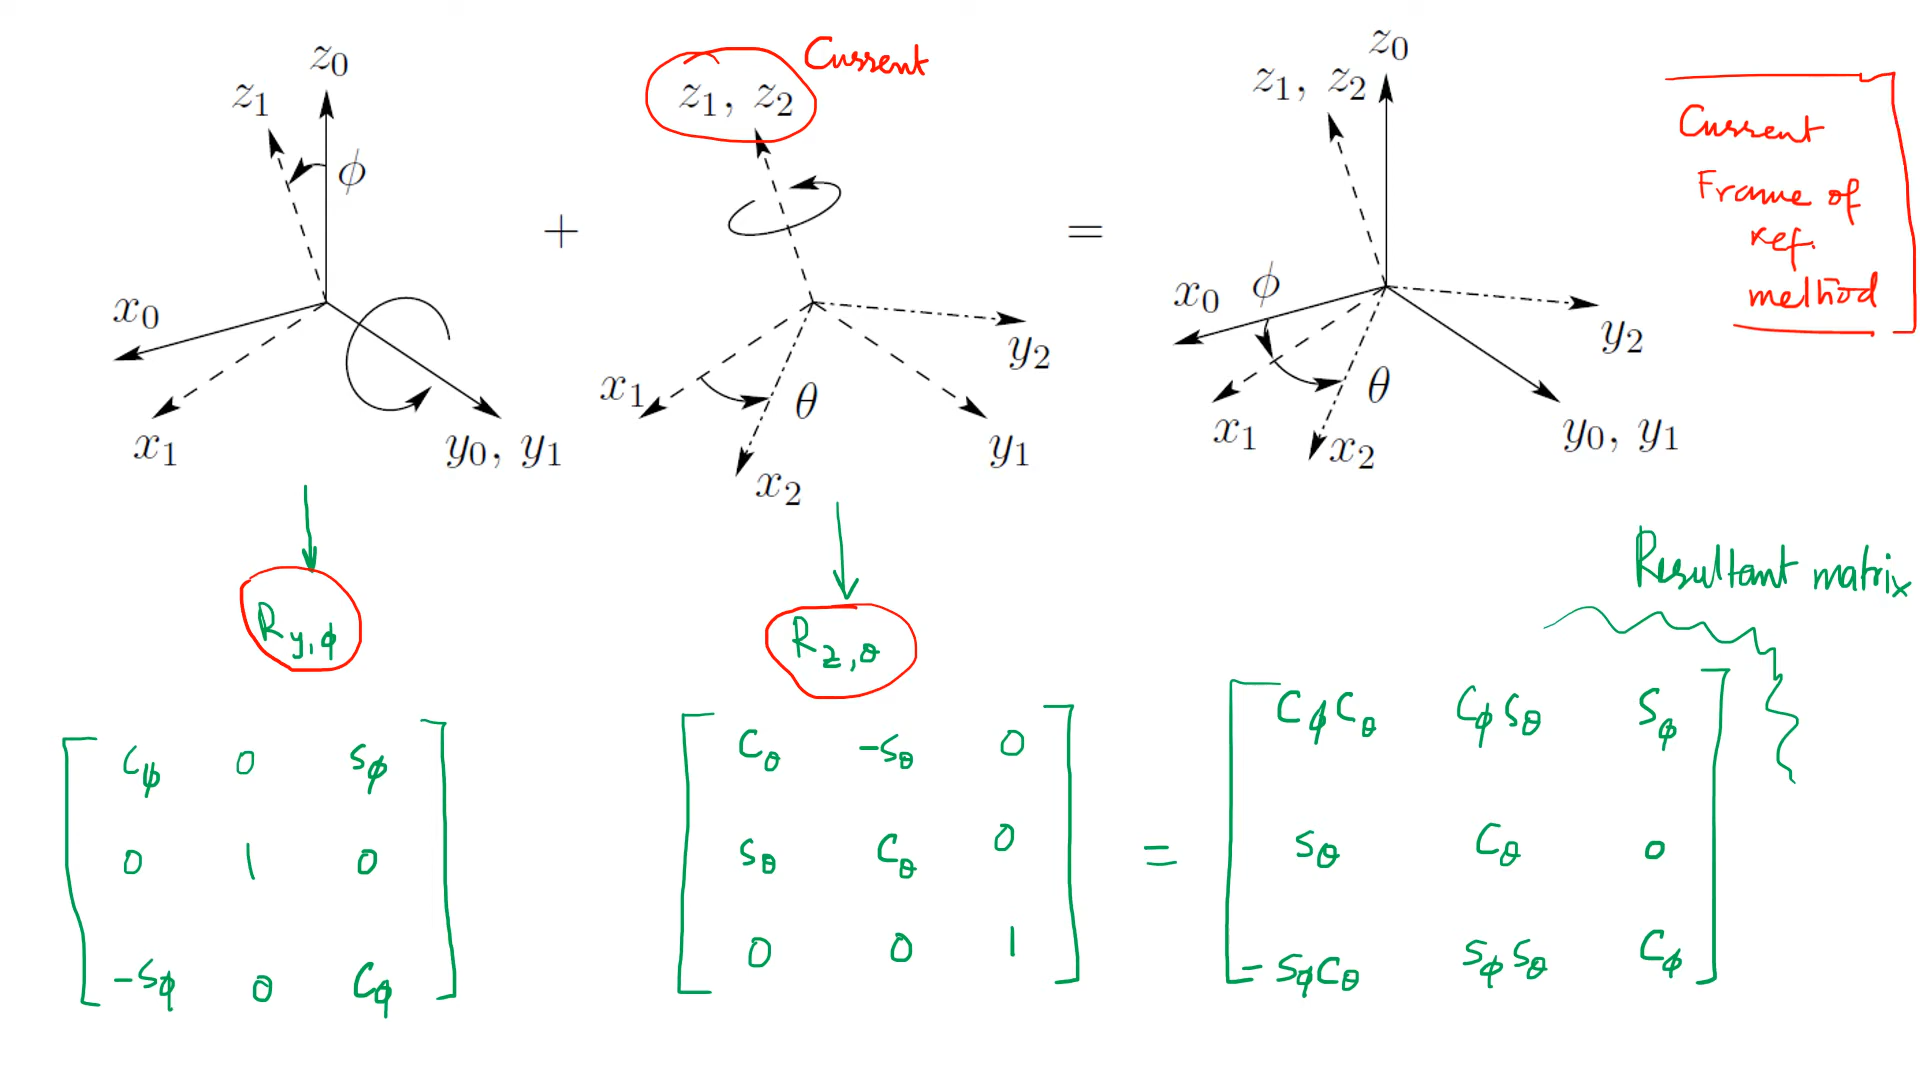 z₀
z₁
ϕ
x₀
x₁
y₀, y₁
+
z₁, z₂
Current
x₁
θ
x₂
y₁
y₂
=
z₀
z₁, z₂
x₀
ϕ
x₁
θ
x₂
y₀, y₁
y₂
Current
Frame of
ref.
method
R y,ϕ
R z,θ
Resultant matrix
Cϕ 0 Sϕ
0 1 0
-Sϕ 0 Cϕ
Cθ -Sθ 0
Sθ Cθ 0
0 0 1
=
CϕCθ CϕSθ Sϕ
Sθ Cθ 0
-SϕCθ SϕSθ Cϕ